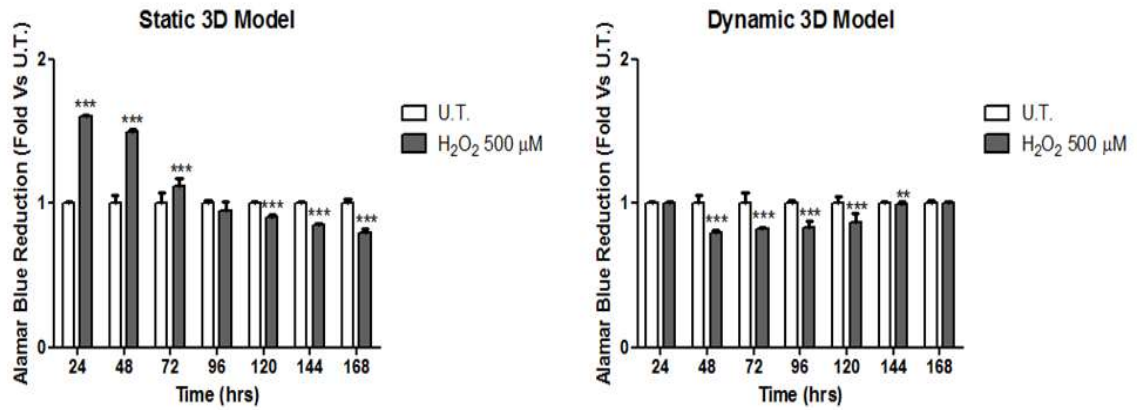 Static 3D Model
Alamar Blue Reduction (Fold Vs U.T.)
2
1
0
***
***
***
***
***
***
24 48 72 96 120 144 168
Time (hrs)
U.T.
H₂O₂ 500 μM
Dynamic 3D Model
Alamar Blue Reduction (Fold Vs U.T.)
2
1
0
***
***
***
***
**
24 48 72 96 120 144 168
Time (hrs)
U.T.
H₂O₂ 500 μM